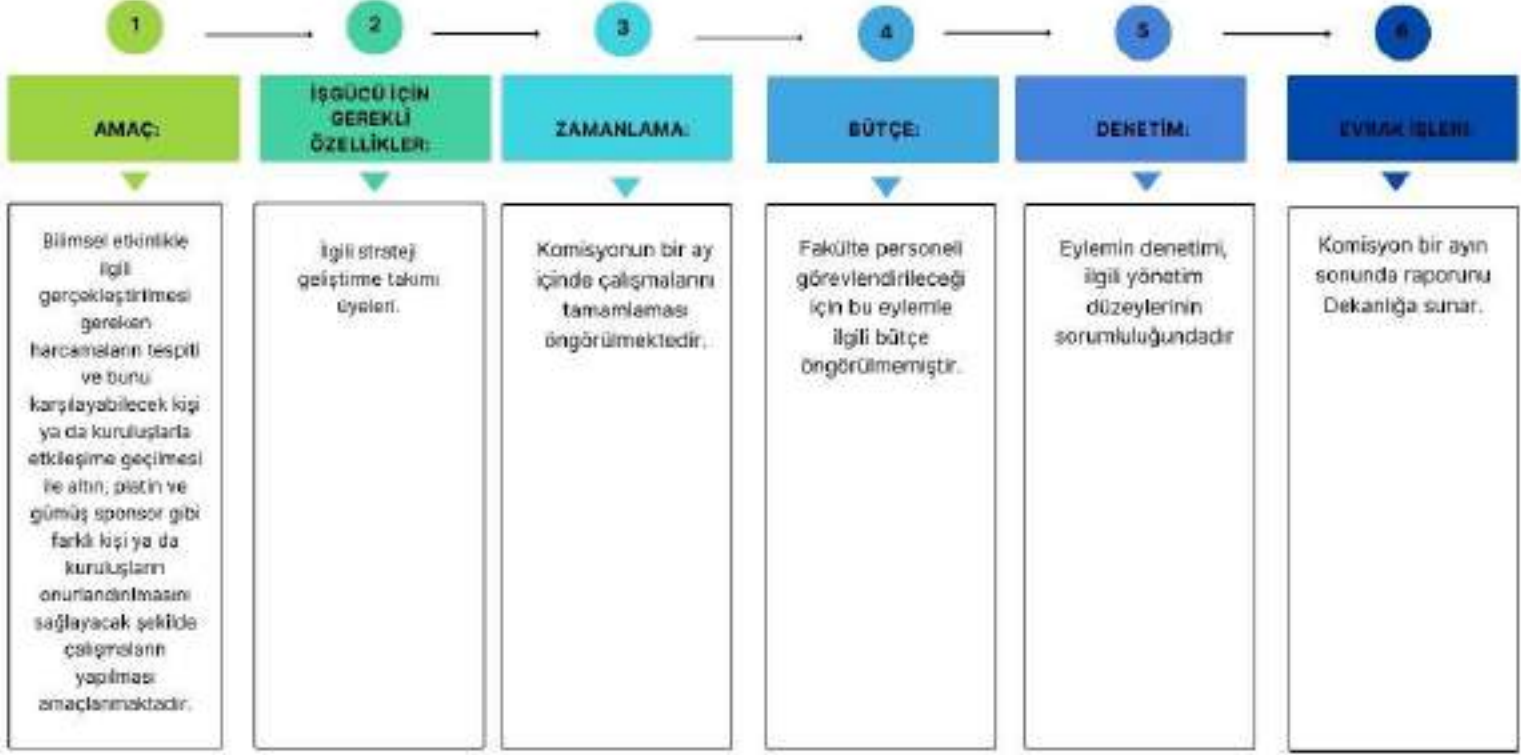 1
2
3
4
5
6
AMAÇ:
Bilimsel etkinlikle
ilgili
gerçekleştirilmesi
gereken
harcamaların tespiti
ve bunu
karşılayabilecek kişi
ya da kuruluşlarla
etkileşime geçilmesi
ile altın, platin ve
gümüş sponsor gibi
farklı kişi ya da
kuruluşların
onurlandırılmasını
sağlayacak şekilde
çalışmaların
yapılması
amaçlanmaktadır.
İŞGÜCÜ İÇİN
GEREKLİ
ÖZELLİKLER:
İlgili strateji
geliştirme takımı
üyeleri.
ZAMANLAMA:
Komisyonun bir ay
içinde çalışmalarını
tamamlaması
öngörülmektedir.
BÜTÇE:
Fakülte personeli
görevlendirileceği
için bu eylemle
ilgili bütçe
öngörülmemiştir.
DENETİM:
Eylemin denetimi,
ilgili yönetim
düzeylerinin
sorumluluğundadır
EVRAK İŞLERİ:
Komisyon bir ayın
sonunda raporunu
Dekanlığa sunar.